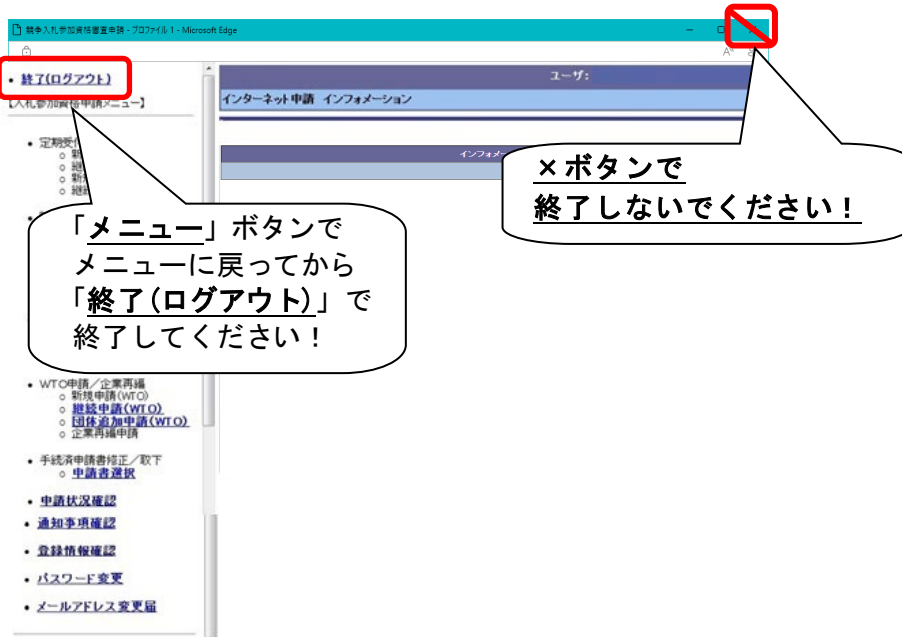 競争入札参加資格審査申請 - プロファイル 1 - Microsoft Edge
終了(ログアウト)
【入札参加資格申請メニュー】
ユーザ:
インターネット申請 インフォメーション
定期受付
×ボタンで
終了しないでください!
「メニュー」ボタンで
メニューに戻ってから
「終了(ログアウト)」で
終了してください!
WTO申請/企業再編
新規申請(WTO)
継続申請(WTO)
団体追加申請(WTO)
企業再編申請
手続済申請書修正/取下
申請書選択
申請状況確認
通知事項確認
登録情報確認
パスワード変更
メールアドレス変更届